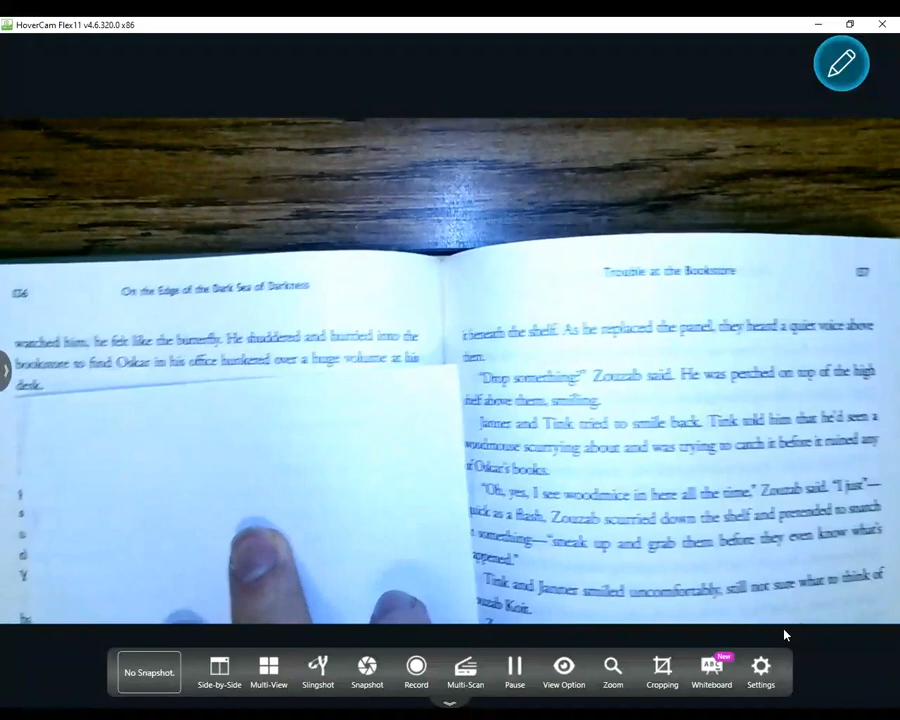 HoverCam Flex11 v4.6.320.0 x86
136
On the Edge of the Dark Sea of Darkness
watched him, he felt like the butterfly. He shuddered and hurried into the
bookstore to find Oskar in his office hunkered over a huge volume at his
desk.
Trouble at the Bookstore
137
it beneath the shelf. As he replaced the panel, they heard a quiet voice above
them.
"Drop something?" Zouzab said. He was perched on top of the high
shelf above them, smiling.
Janner and Tink tried to smile back. Tink told him that he'd seen a
woodmouse scurrying about and was trying to catch it before it ruined any
of Oskar's books.
"Oh, yes, I see woodmice in here all the time," Zouzab said. "I just"—
quick as a flash, Zouzab scurried down the shelf and pretended to snatch
something—"sneak up and grab them before they even know what's
happened."
Tink and Janner smiled uncomfortably, still not sure what to think of
Zouzab Koit.
No Snapshot.
Side-by-Side
Multi-View
Slingshot
Snapshot
Record
Multi-Scan
Pause
View Option
Zoom
Cropping
New
ABC
Whiteboard
Settings